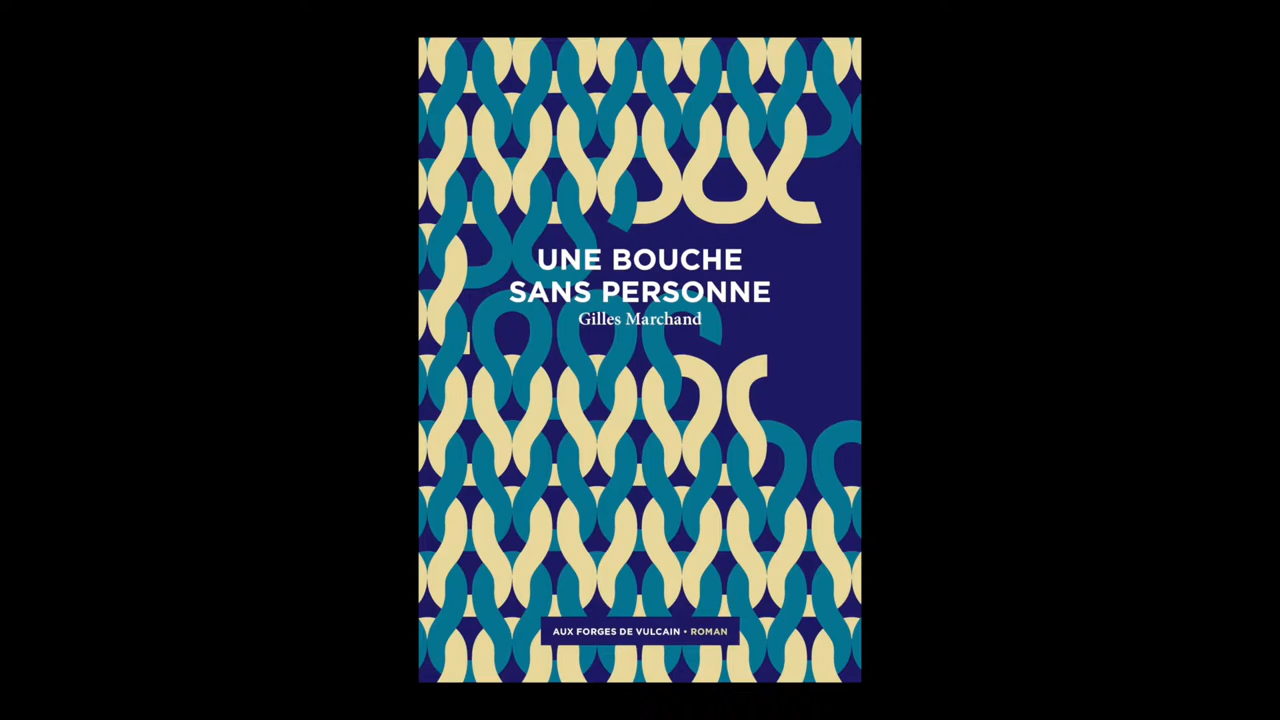 UNE BOUCHE
SANS PERSONNE
Gilles Marchand
AUX FORGES DE VULCAIN • ROMAN